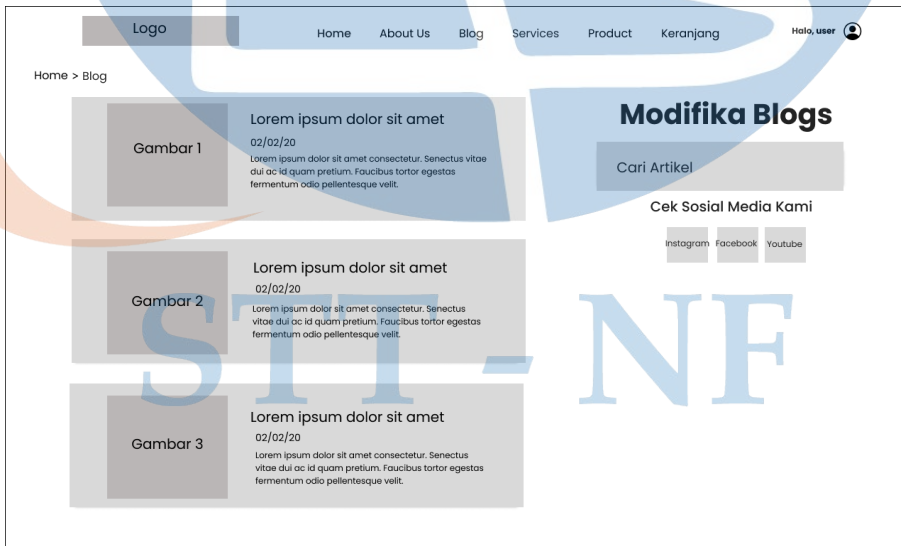 Logo
Home About Us Blog Services Product Keranjang
Halo, user
Home > Blog
Gambar 1
Lorem ipsum dolor sit amet
02/02/20
Lorem ipsum dolor sit amet consectetur. Senectus vitae
dui ac id quam pretium. Faucibus tortor egestas
fermentum odio pellentesque velit.
Gambar 2
Lorem ipsum dolor sit amet
02/02/20
Lorem ipsum dolor sit amet consectetur. Senectus
vitae dui ac id quam pretium. Faucibus tortor egestas
fermentum odio pellentesque velit.
Gambar 3
Lorem ipsum dolor sit amet
02/02/20
Lorem ipsum dolor sit amet consectetur. Senectus
vitae dui ac id quam pretium. Faucibus tortor egestas
fermentum odio pellentesque velit.
Modifika Blogs
Cari Artikel
Cek Sosial Media Kami
Instagram Facebook Youtube
STT - NF